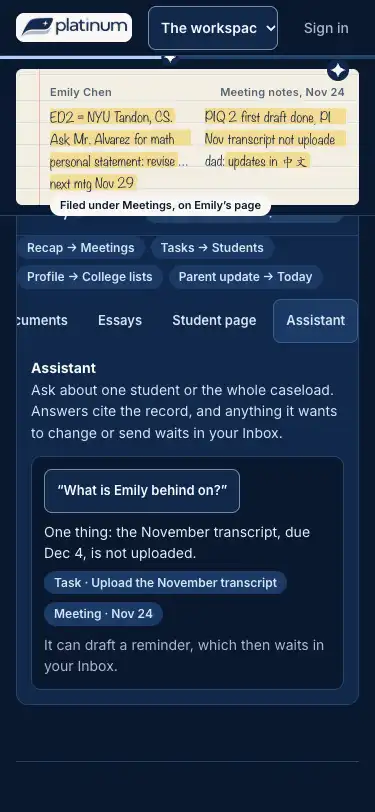 platinum
The workspac
Sign in
Emily Chen
Meeting notes, Nov 24
ED2 = NYU Tandon, CS.
Ask Mr. Alvarez for math
personal statement: revise ...
next mtg Nov 29
PIQ 2 first draft done, PI
Nov transcript not uploade
dad: updates in 中文
Filed under Meetings, on Emily’s page
Recap → Meetings
Tasks → Students
Profile → College lists
Parent update → Today
cuments
Essays
Student page
Assistant
Assistant
Ask about one student or the whole caseload.
Answers cite the record, and anything it wants
to change or send waits in your Inbox.
“What is Emily behind on?”
One thing: the November transcript, due
Dec 4, is not uploaded.
Task · Upload the November transcript
Meeting · Nov 24
It can draft a reminder, which then waits in
your Inbox.